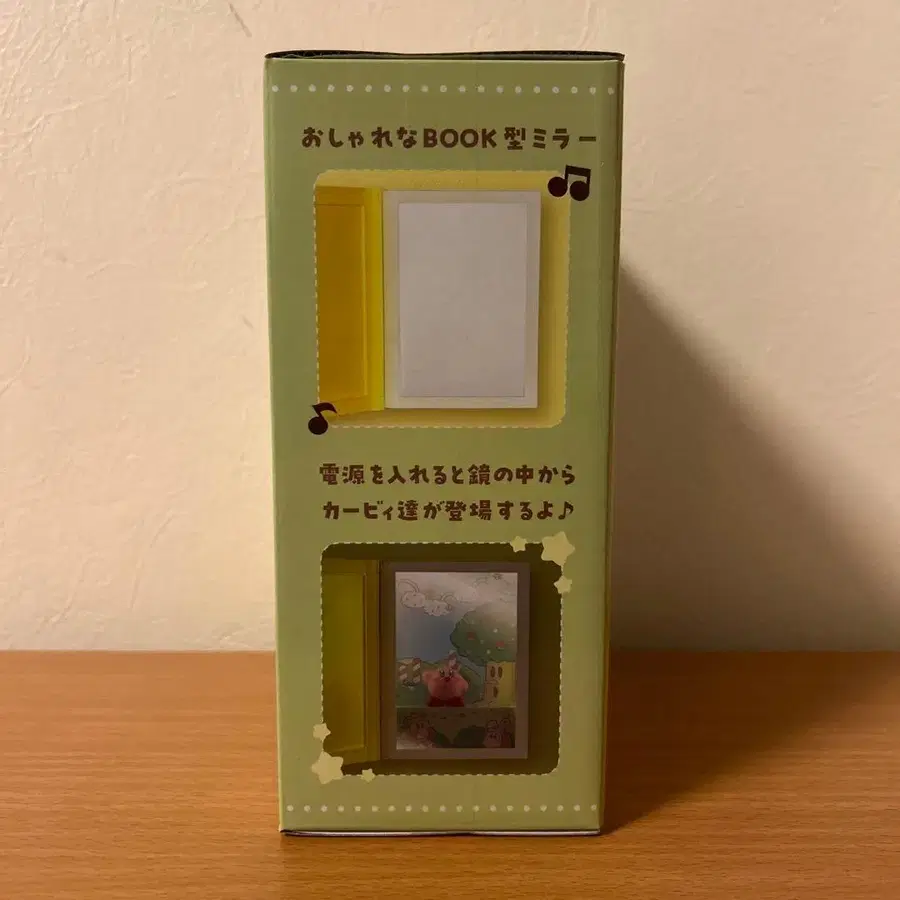 おしゃれなBOOK型ミラー
電源を入れると鏡の中から
カービィ達が登場するよ♪